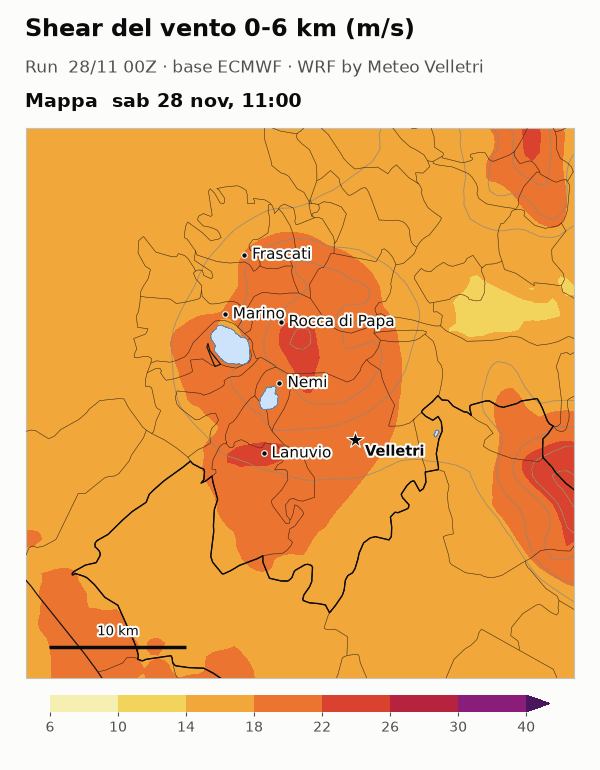 Shear del vento 0-6 km (m/s)
Run  28/11 00Z · base ECMWF · WRF by Meteo Velletri
Mappa  sab 28 nov, 11:00
Frascati
Marino
Rocca di Papa
Nemi
Velletri
Lanuvio
10 km
6 10 14 18 22 26 30 40